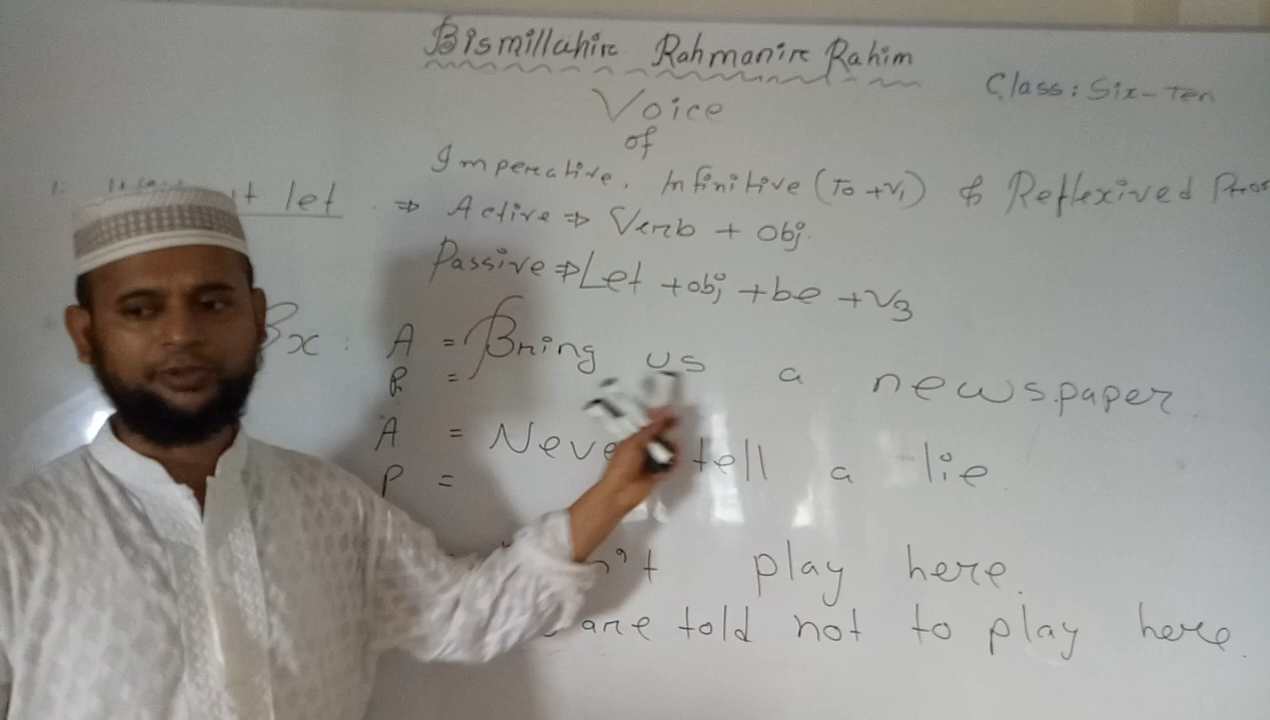 Bismillahir Rahmanir Rahim
Class: Six-Ten
Voice
of
Imperative. Infinitive (To +V1) & Reflexived
let ⇒ Active ⇒ Verb + obj.
Passive ⇒ Let + obj + be + V3
Ex: A = Bring us a newspaper.
P =
A = Never tell a lie
P =
n't play here.
are told not to play here.